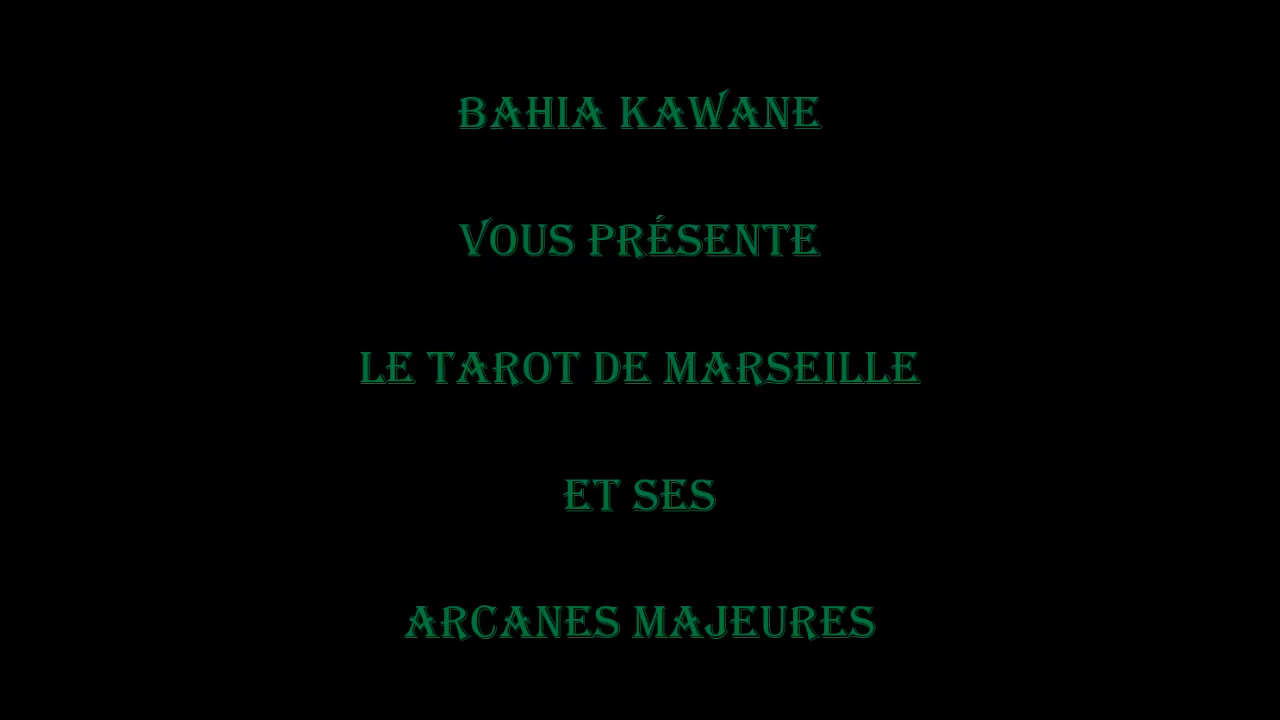 BAHIA KAWANE
VOUS PRÉSENTE
LE TAROT DE MARSEILLE
ET SES
ARCANES MAJEURES